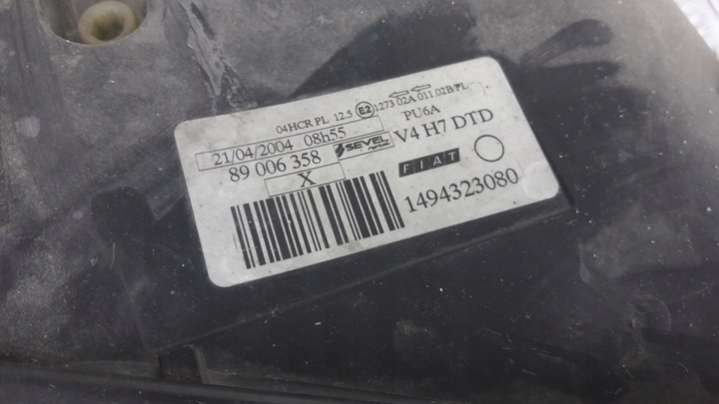 04HCR PL 12.5 E2 1273 02A 011 02B/PL
21/04/2004 08h55
PU6A
89 006 358
SEVEL
V4 H7 DTD
X
FIAT
1494323080